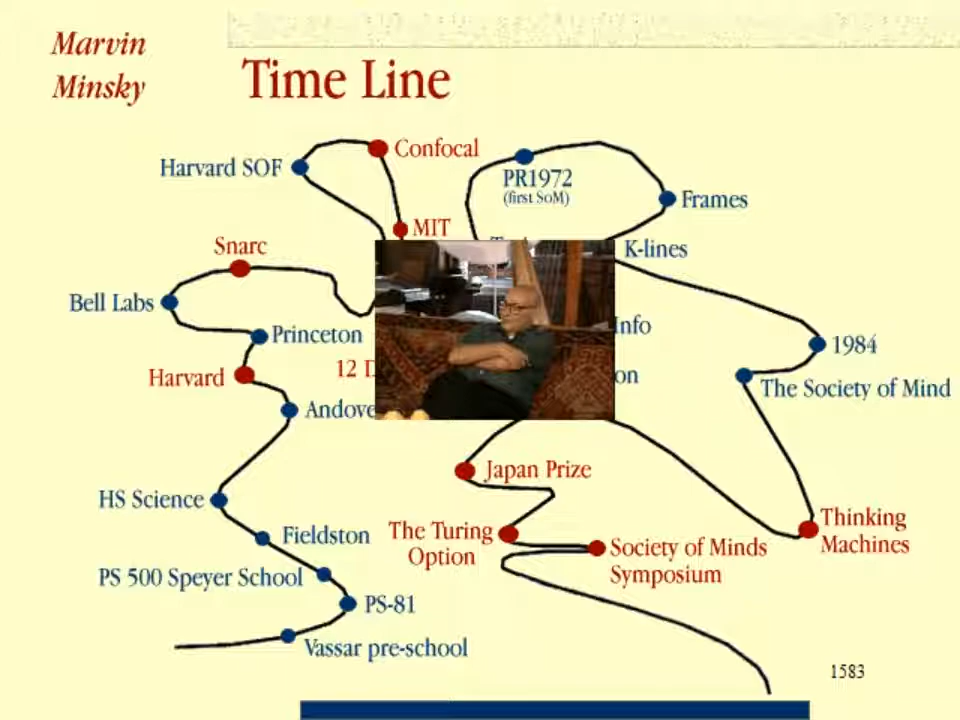 Marvin
Minsky
Time Line
Harvard SOF
Confocal
PR1972
(first SoM)
Frames
MIT
K-lines
Snarc
Bell Labs
Princeton
1984
Harvard
12
The Society of Mind
HS Science
Fieldston
Japan Prize
The Turing
Option
Thinking
Machines
Society of Minds
Symposium
PS 500 Speyer School
PS-81
Vassar pre-school
1583